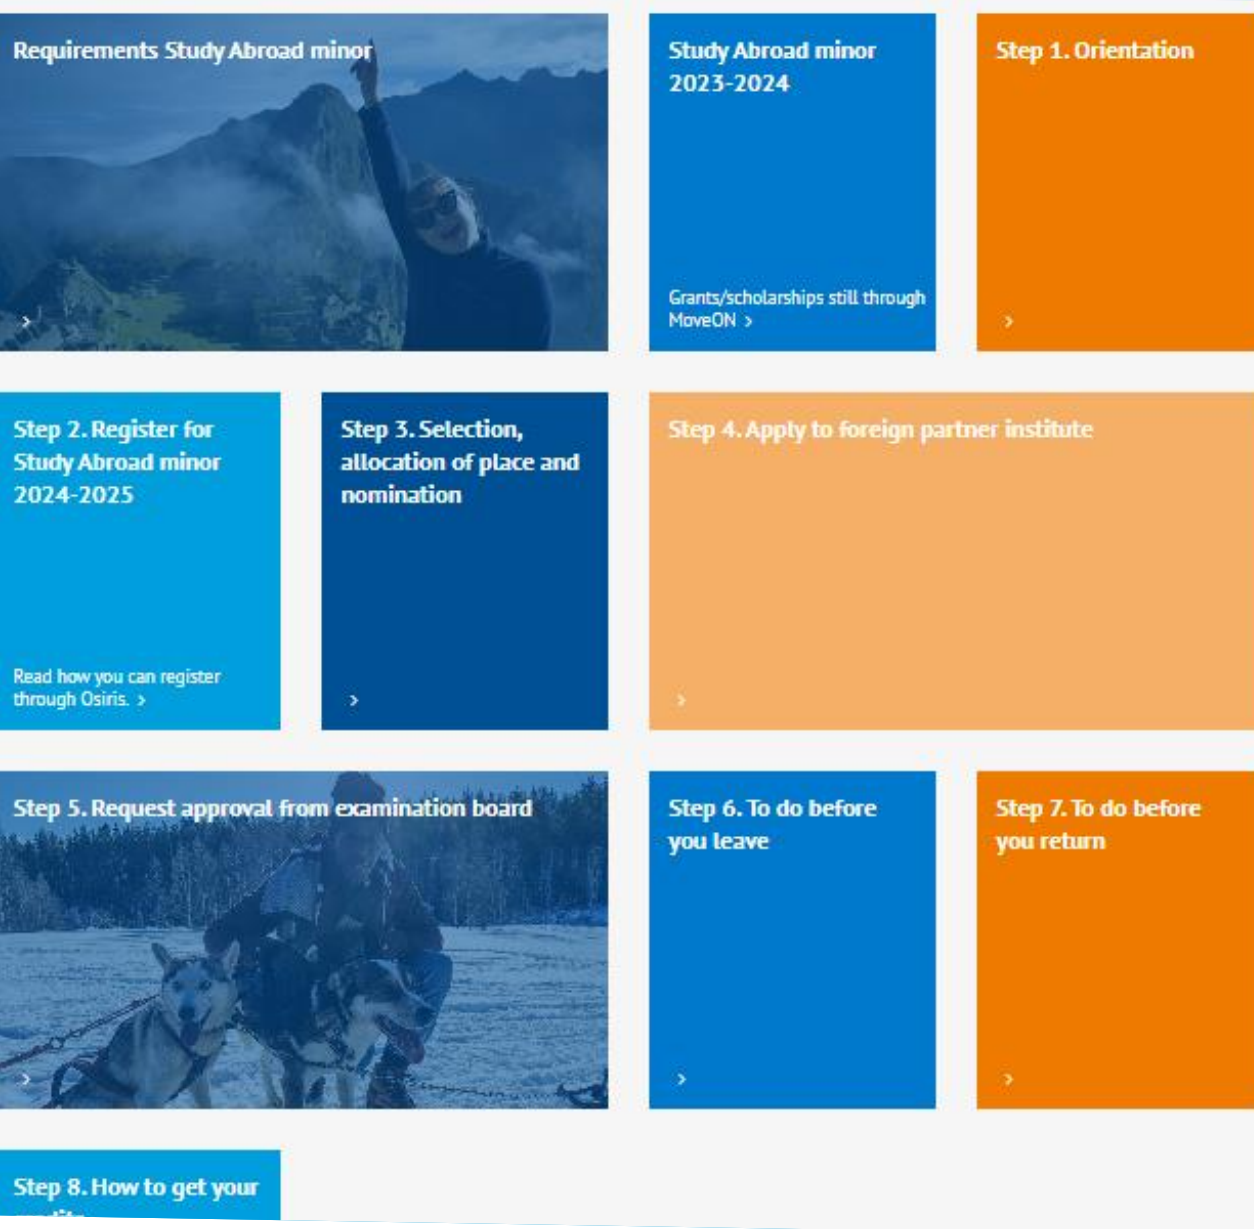 Requirements Study Abroad minor
Study Abroad minor
2023-2024
Grants/scholarships still through
MoveON >
Step 1. Orientation
Step 2. Register for
Study Abroad minor
2024-2025
Read how you can register
through Osiris. >
Step 3. Selection,
allocation of place and
nomination
Step 4. Apply to foreign partner institute
Step 5. Request approval from examination board
Step 6. To do before
you leave
Step 7. To do before
you return
Step 8. How to get your